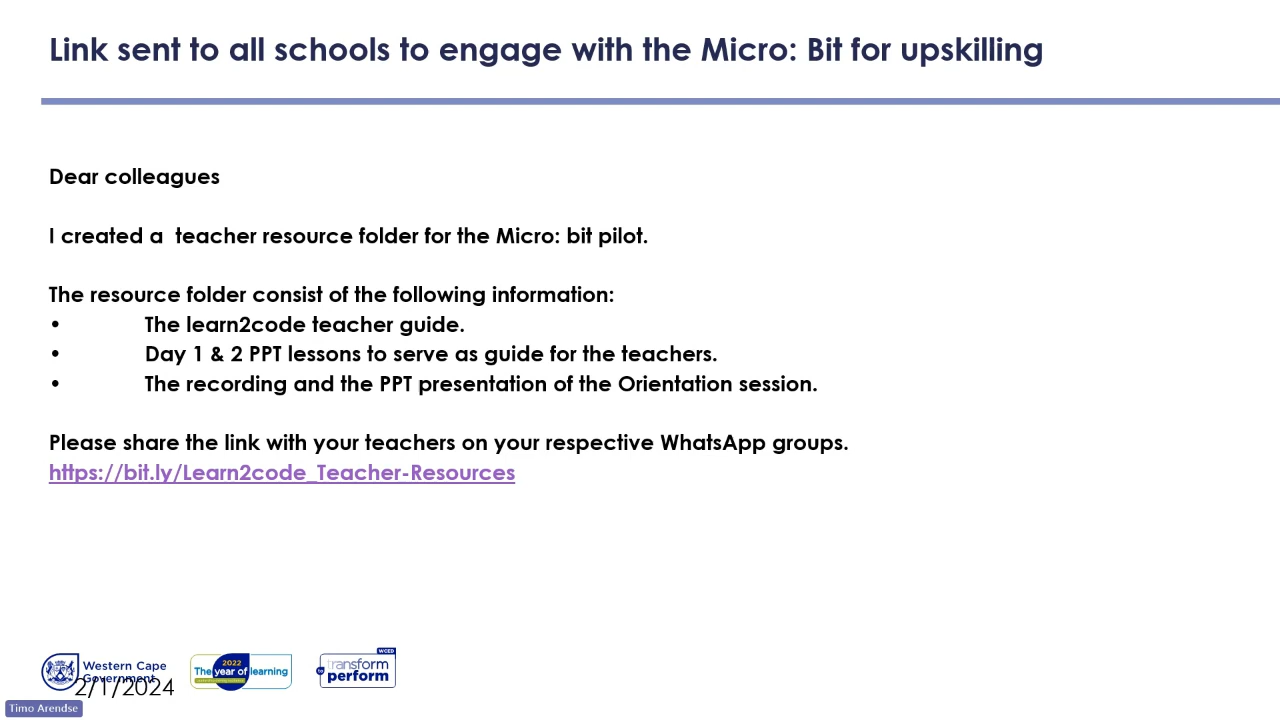 Link sent to all schools to engage with the Micro: Bit for upskilling
Dear colleagues
I created a  teacher resource folder for the Micro: bit pilot.
The resource folder consist of the following information:
• The learn2code teacher guide.
• Day 1 & 2 PPT lessons to serve as guide for the teachers.
• The recording and the PPT presentation of the Orientation session.
Please share the link with your teachers on your respective WhatsApp groups.
https://bit.ly/Learn2code_Teacher-Resources
Western Cape
Government
2/1/2024
2022
The year of learning
WCED
transform
to perform
Timo Arendse